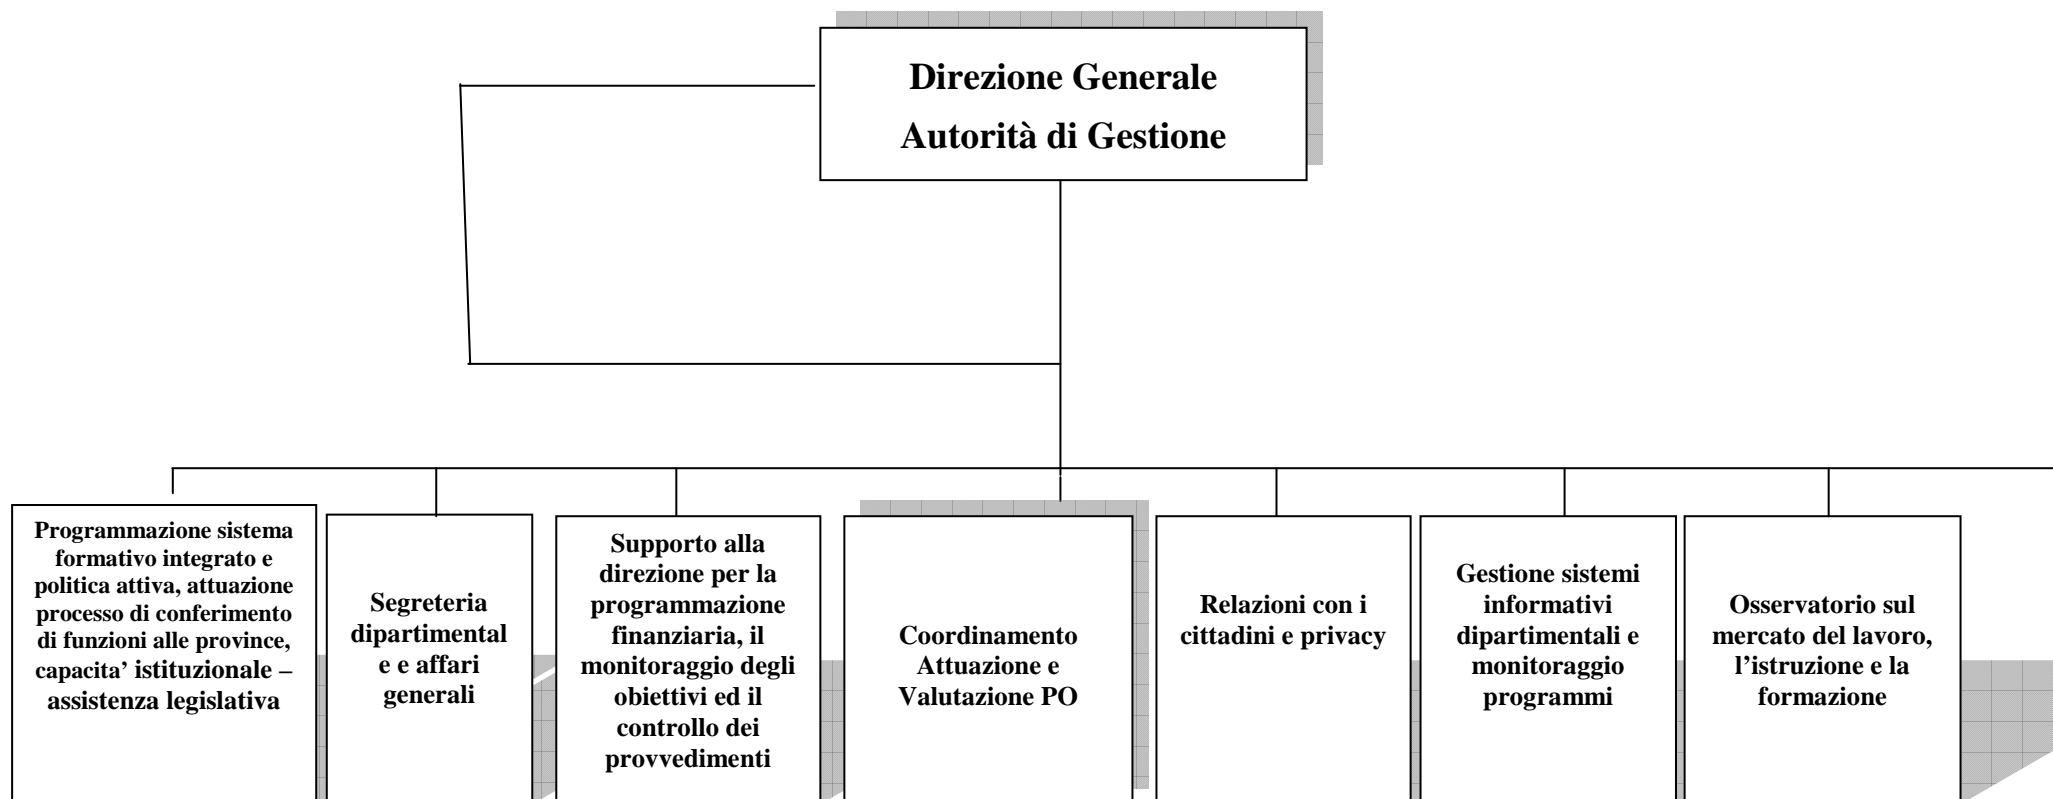 Direzione Generale
Autorità di Gestione
Programmazione sistema
formativo integrato e
politica attiva, attuazione
processo di conferimento
di funzioni alle province,
capacita’ istituzionale –
assistenza legislativa
Segreteria
dipartimental
e e affari
generali
Supporto alla
direzione per la
programmazione
finanziaria, il
monitoraggio degli
obiettivi ed il
controllo dei
provvedimenti
Coordinamento
Attuazione e
Valutazione PO
Relazioni con i
cittadini e privacy
Gestione sistemi
informativi
dipartimentali e
monitoraggio
programmi
Osservatorio sul
mercato del lavoro,
l’istruzione e la
formazione